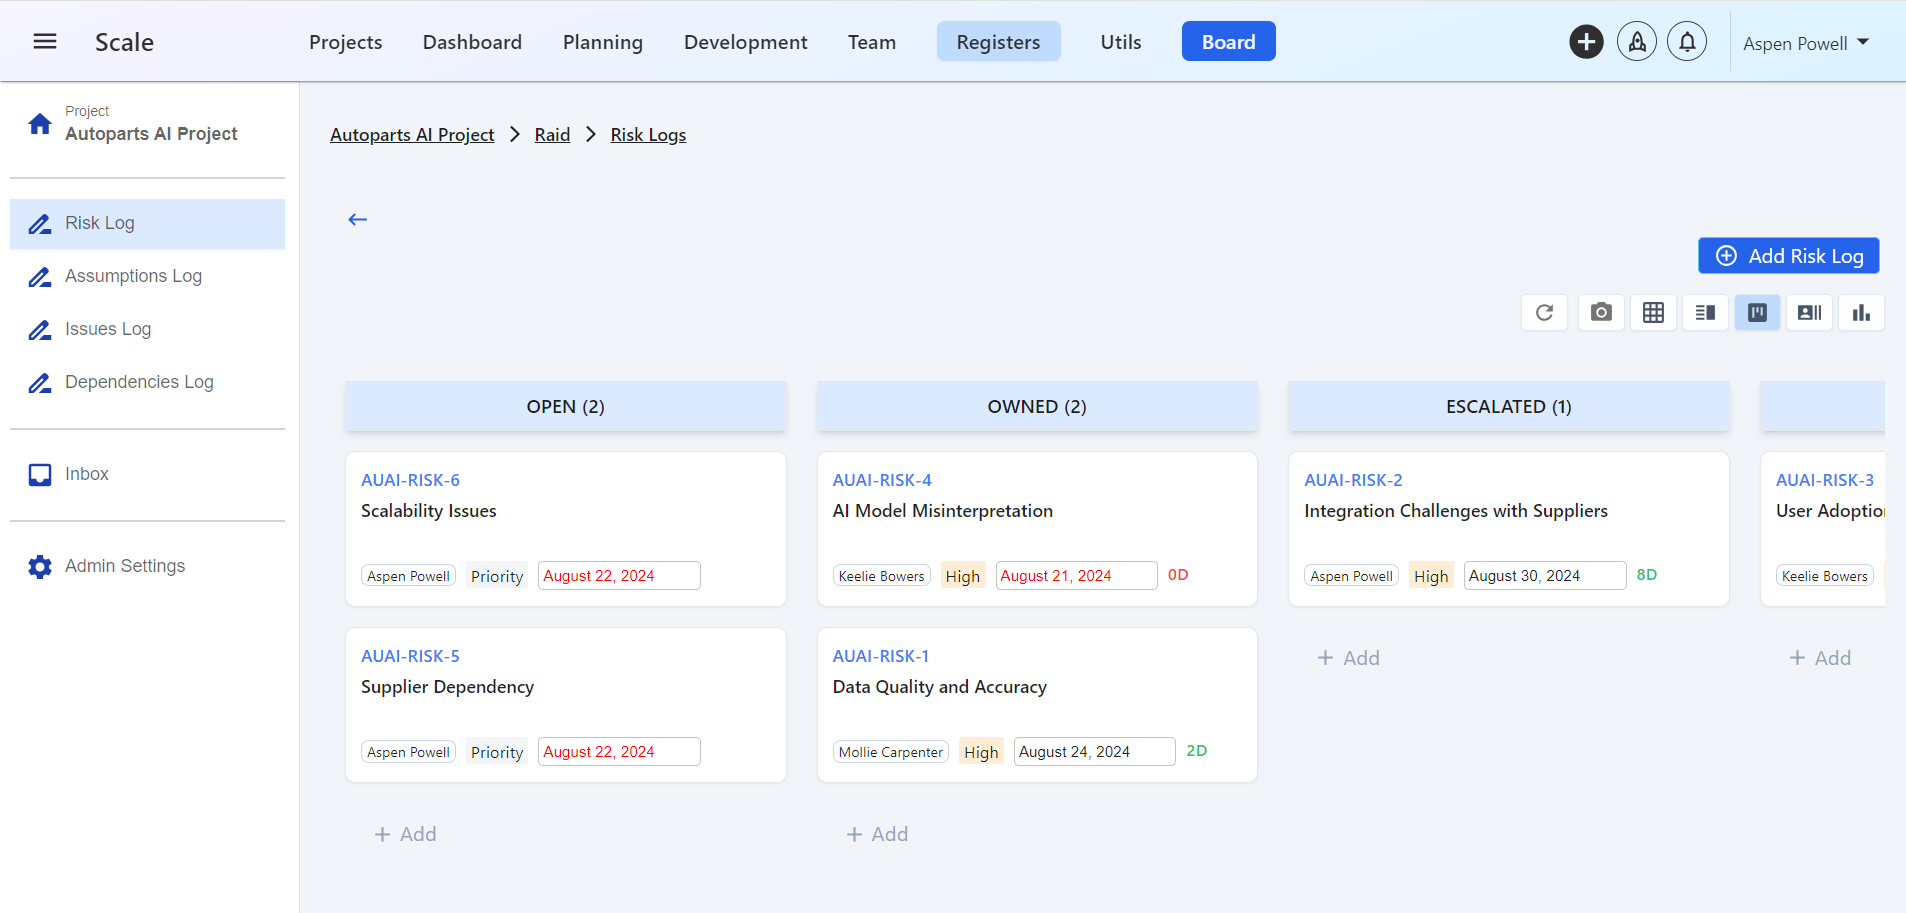 Scale
Projects
Dashboard
Planning
Development
Team
Registers
Utils
Board
Aspen Powell
Project
Autoparts AI Project
Risk Log
Assumptions Log
Issues Log
Dependencies Log
Inbox
Admin Settings
Autoparts AI Project > Raid > Risk Logs
Add Risk Log
OPEN (2)
AUAI-RISK-6
Scalability Issues
Aspen Powell Priority August 22, 2024
AUAI-RISK-5
Supplier Dependency
Aspen Powell Priority August 22, 2024
+ Add
OWNED (2)
AUAI-RISK-4
AI Model Misinterpretation
Keelie Bowers High August 21, 2024 0D
AUAI-RISK-1
Data Quality and Accuracy
Mollie Carpenter High August 24, 2024 2D
+ Add
ESCALATED (1)
AUAI-RISK-2
Integration Challenges with Suppliers
Aspen Powell High August 30, 2024 8D
+ Add
AUAI-RISK-3
User Adoptio
Keelie Bowers
+ Add